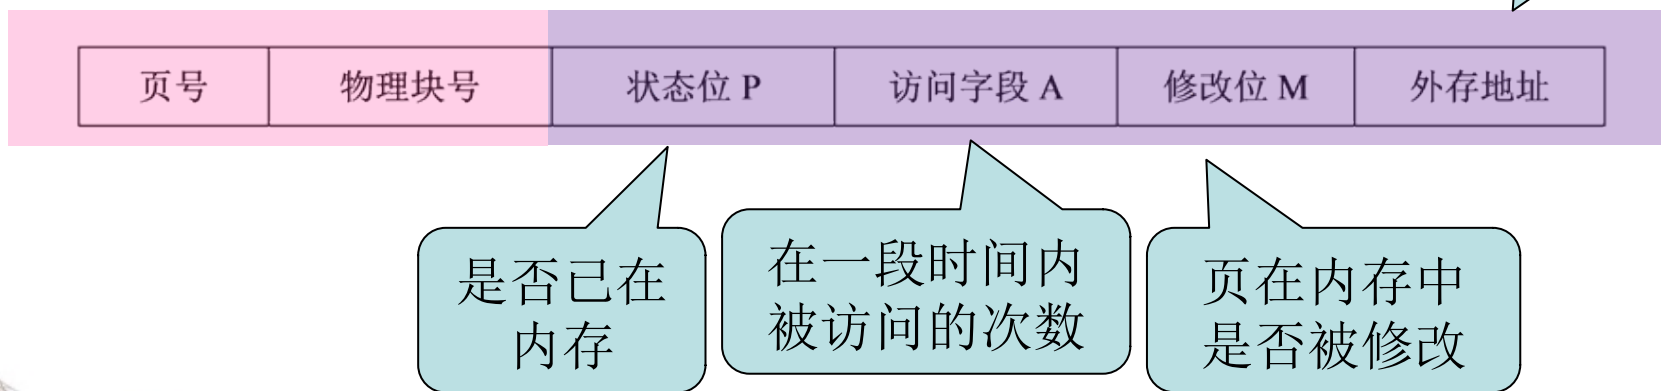 页号 物理块号 状态位 P 访问字段 A 修改位 M 外存地址
是否已在
内存
在一段时间内
被访问的次数
页在内存中
是否被修改